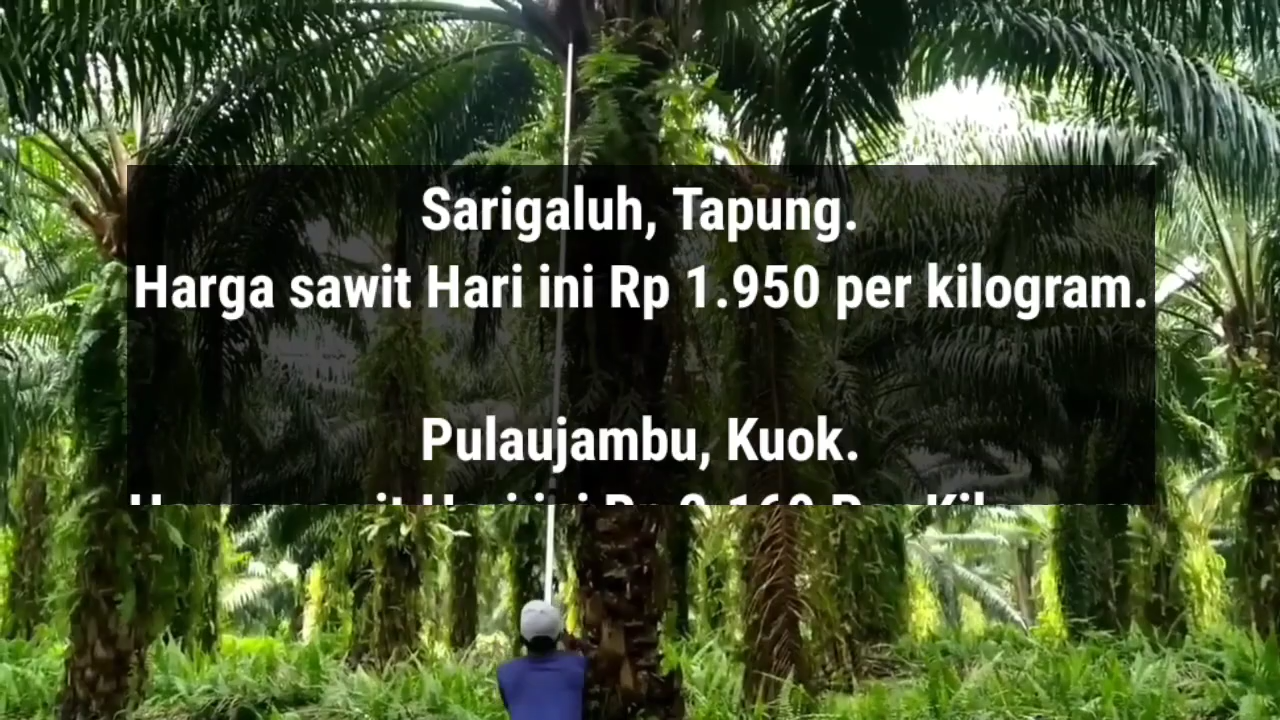 Sarigaluh, Tapung.
Harga sawit Hari ini Rp 1.950 per kilogram.
Pulaujambu, Kuok.